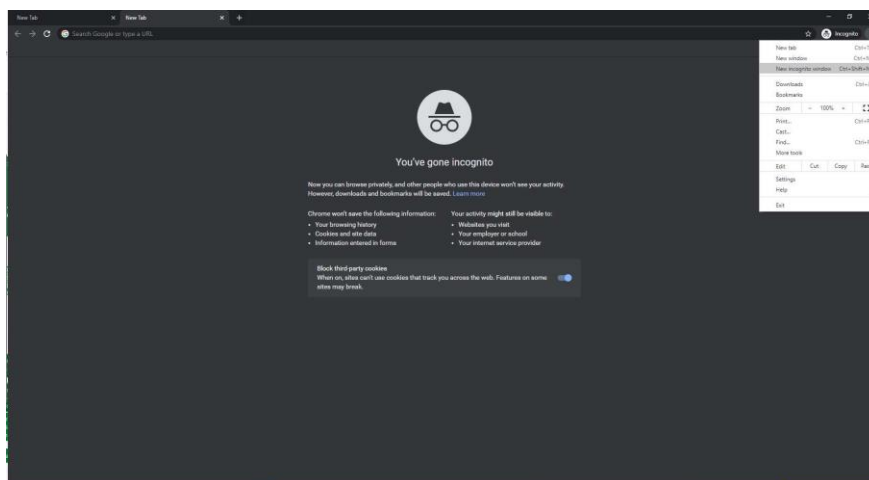 New Tab
New Tab
Search Google or type a URL
Incognito
New tab
New window
New incognito window
Downloads
Bookmarks
Zoom - 100% +
Print...
Cast...
Find...
More tools
Edit Cut Copy
Settings
Help
Exit
You've gone incognito
Now you can browse privately, and other people who use this device won't see your activity.
However, downloads and bookmarks will be saved. Learn more
Chrome won't save the following information:
• Your browsing history
• Cookies and site data
• Information entered in forms
Your activity might still be visible to:
• Websites you visit
• Your employer or school
• Your internet service provider
Block third-party cookies
When on, sites can't use cookies that track you across the web. Features on some
sites may break.